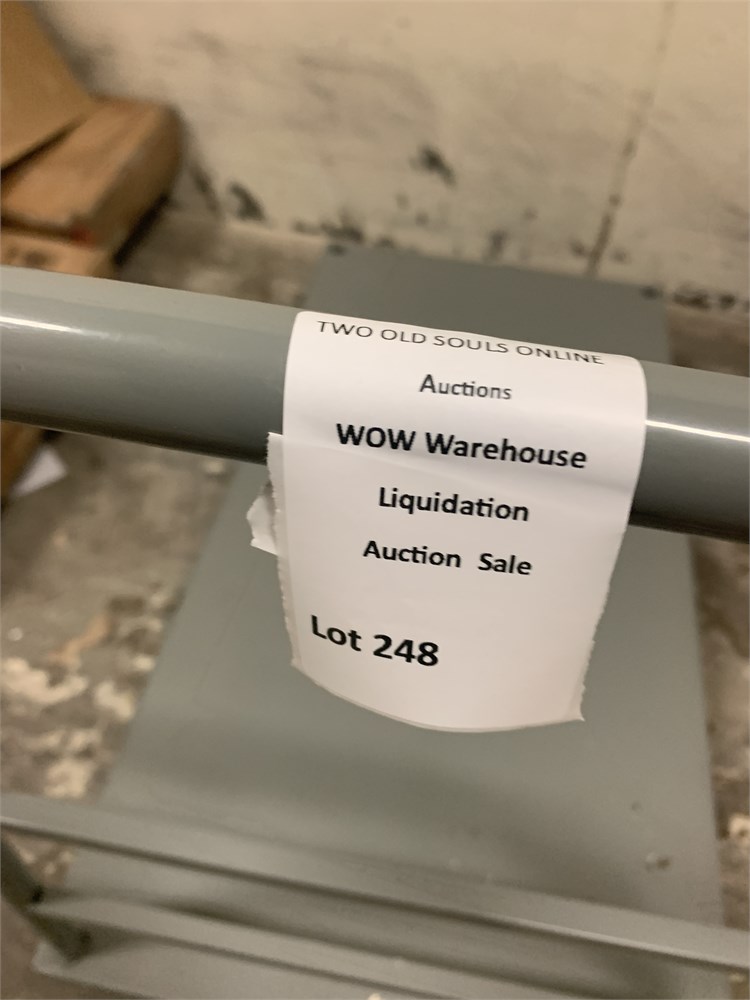 TWO OLD SOULS ONLINE
Auctions
WOW Warehouse
Liquidation
Auction Sale
Lot 248